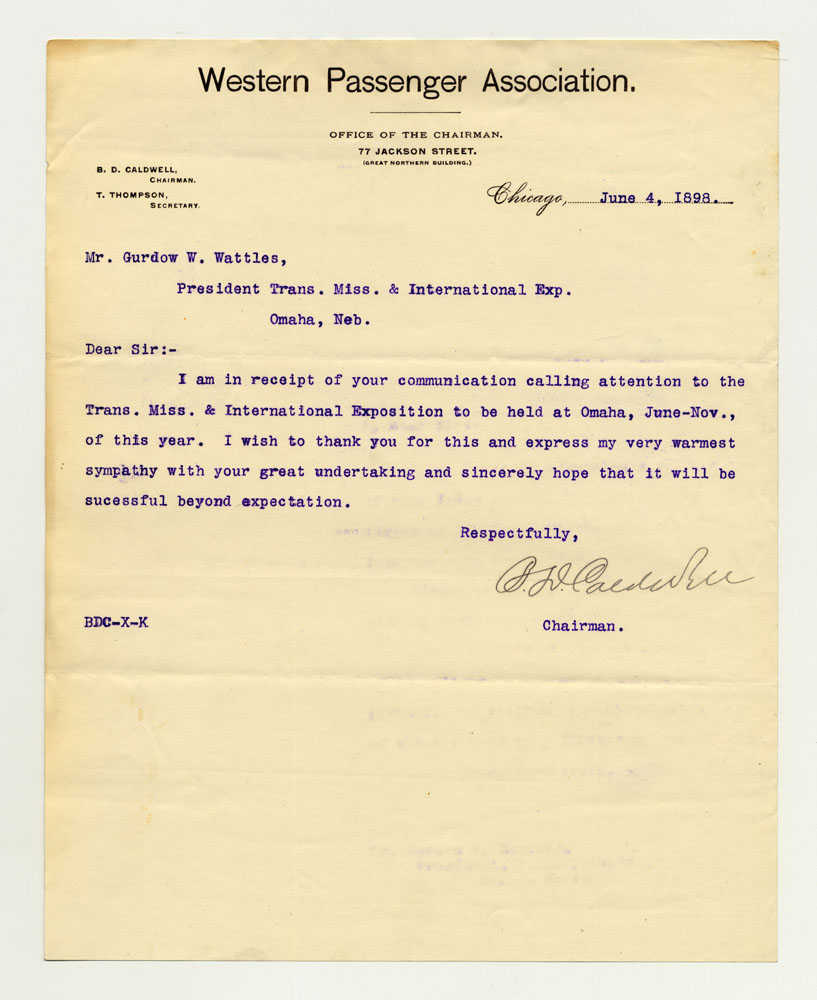 Western Passenger Association.
OFFICE OF THE CHAIRMAN.
77 JACKSON STREET.
(GREAT NORTHERN BUILDING.)
B. D. CALDWELL,
CHAIRMAN.
T. THOMPSON,
SECRETARY.
Chicago, June 4, 1898.
Mr. Gurdow W. Wattles,
President Trans. Miss. & International Exp.
Omaha, Neb.
Dear Sir:-
I am in receipt of your communication calling attention to the
Trans. Miss. & International Exposition to be held at Omaha, June-Nov.,
of this year. I wish to thank you for this and express my very warmest
sympathy with your great undertaking and sincerely hope that it will be
sucessful beyond expectation.
Respectfully,
B. D. Caldwell
BDC-X-K
Chairman.